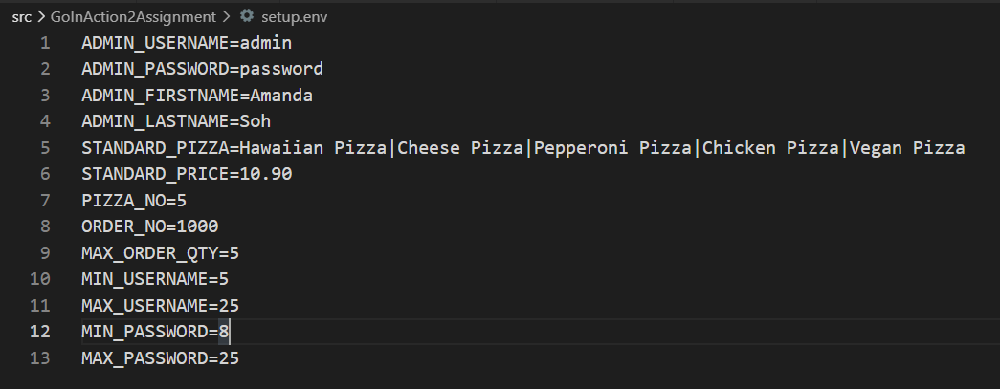 src > GoInAction2Assignment > setup.env
1 ADMIN_USERNAME=admin
2 ADMIN_PASSWORD=password
3 ADMIN_FIRSTNAME=Amanda
4 ADMIN_LASTNAME=Soh
5 STANDARD_PIZZA=Hawaiian Pizza|Cheese Pizza|Pepperoni Pizza|Chicken Pizza|Vegan Pizza
6 STANDARD_PRICE=10.90
7 PIZZA_NO=5
8 ORDER_NO=1000
9 MAX_ORDER_QTY=5
10 MIN_USERNAME=5
11 MAX_USERNAME=25
12 MIN_PASSWORD=8
13 MAX_PASSWORD=25